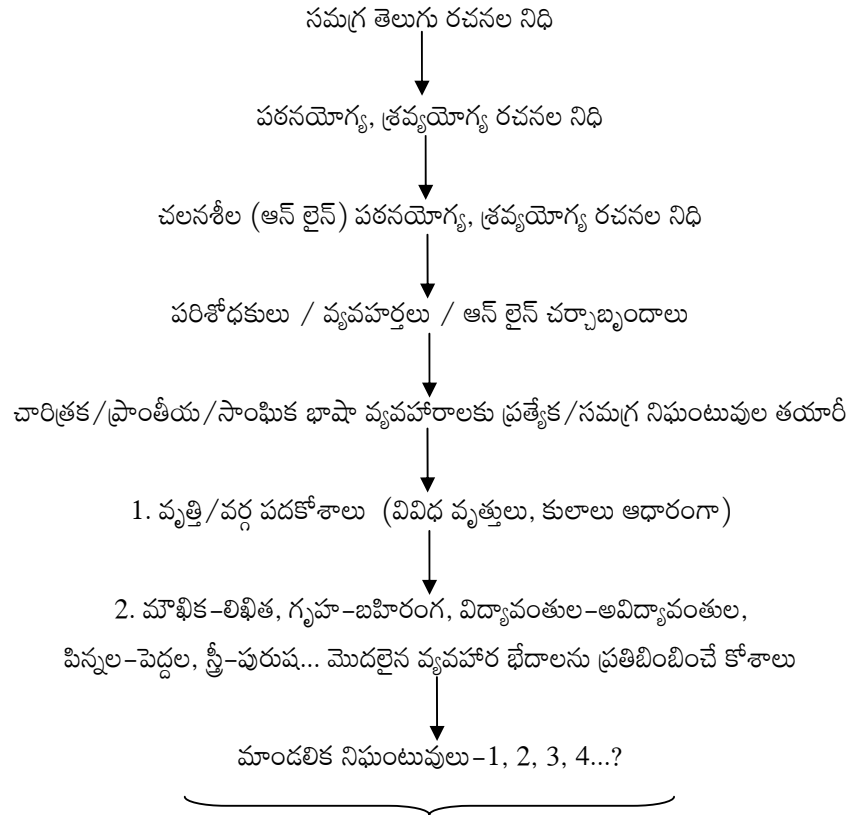 సమగ్ర తెలుగు రచనల నిధి
పఠనయోగ్య, శ్రవ్యయోగ్య రచనల నిధి
చలనశీల (ఆన్ లైన్) పఠనయోగ్య, శ్రవ్యయోగ్య రచనల నిధి
పరిశోధకులు / వ్యవహర్తలు / ఆన్ లైన్ చర్చాబృందాలు
చారిత్రక/ప్రాంతీయ/సాంఘిక భాషా వ్యవహారాలకు ప్రత్యేక/సమగ్ర నిఘంటువుల తయారీ
1. వృత్తి/వర్గ పదకోశాలు (వివిధ వృత్తులు, కులాలు ఆధారంగా)
2. మౌఖిక-లిఖిత, గృహ-బహిరంగ, విద్యావంతుల-అవిద్యావంతుల,
పిన్నల-పెద్దల, స్త్రీ-పురుష... మొదలైన వ్యవహార భేదాలను ప్రతిబింబించే కోశాలు
మాండలిక నిఘంటువులు-1, 2, 3, 4...?